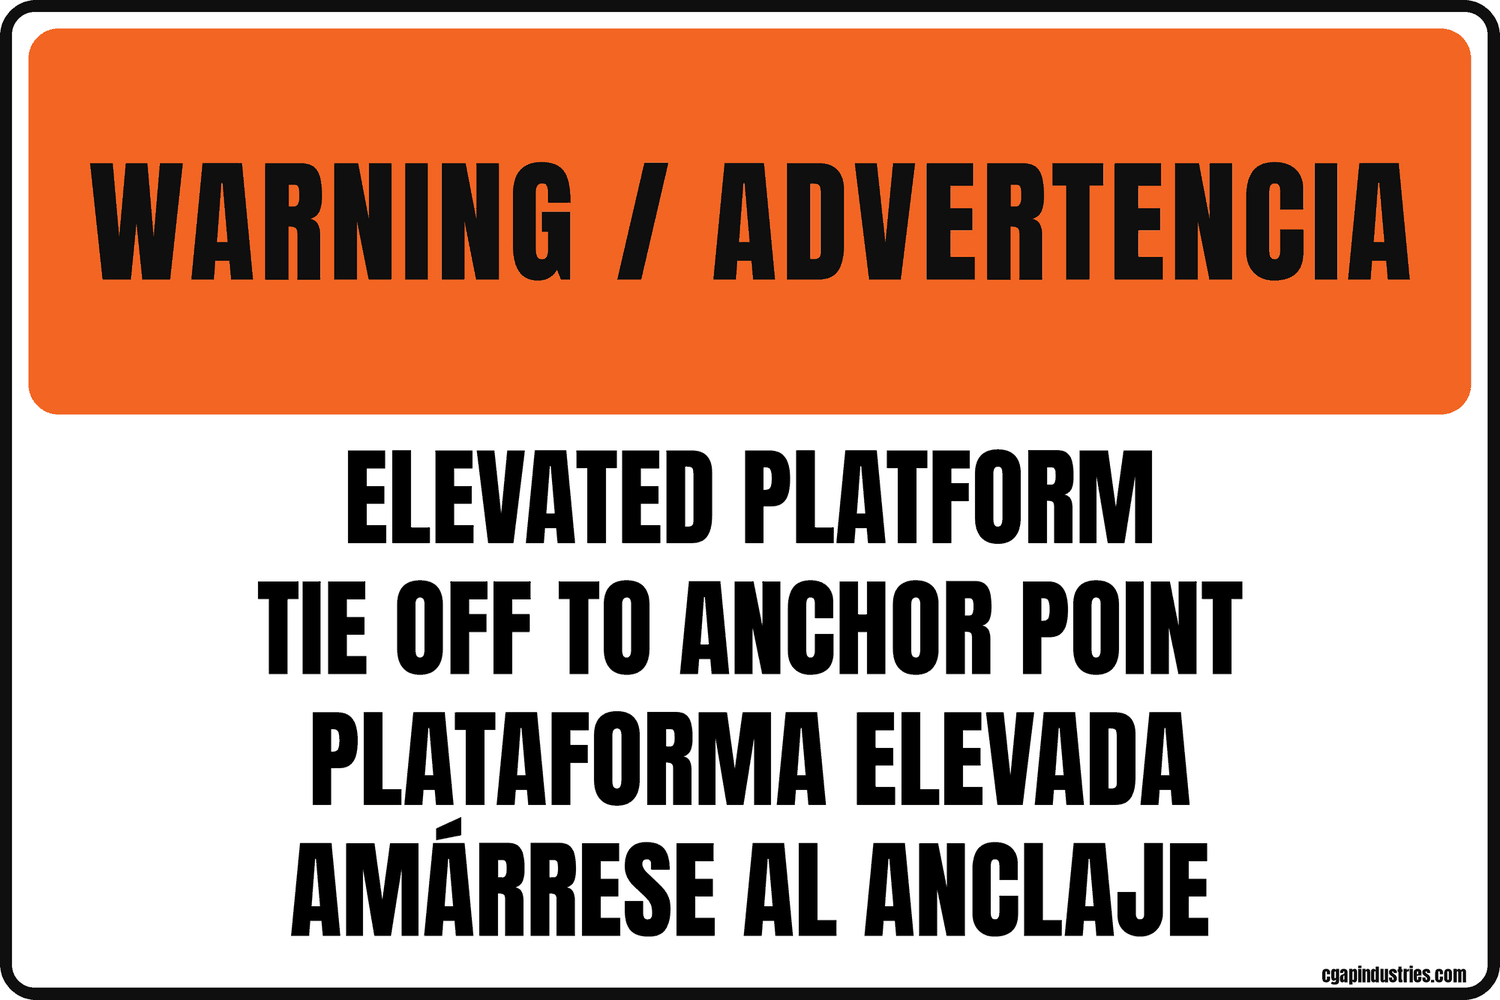 WARNING / ADVERTENCIA
ELEVATED PLATFORM
TIE OFF TO ANCHOR POINT
PLATAFORMA ELEVADA
AMÁRRESE AL ANCLAJE
cgapindustries.com